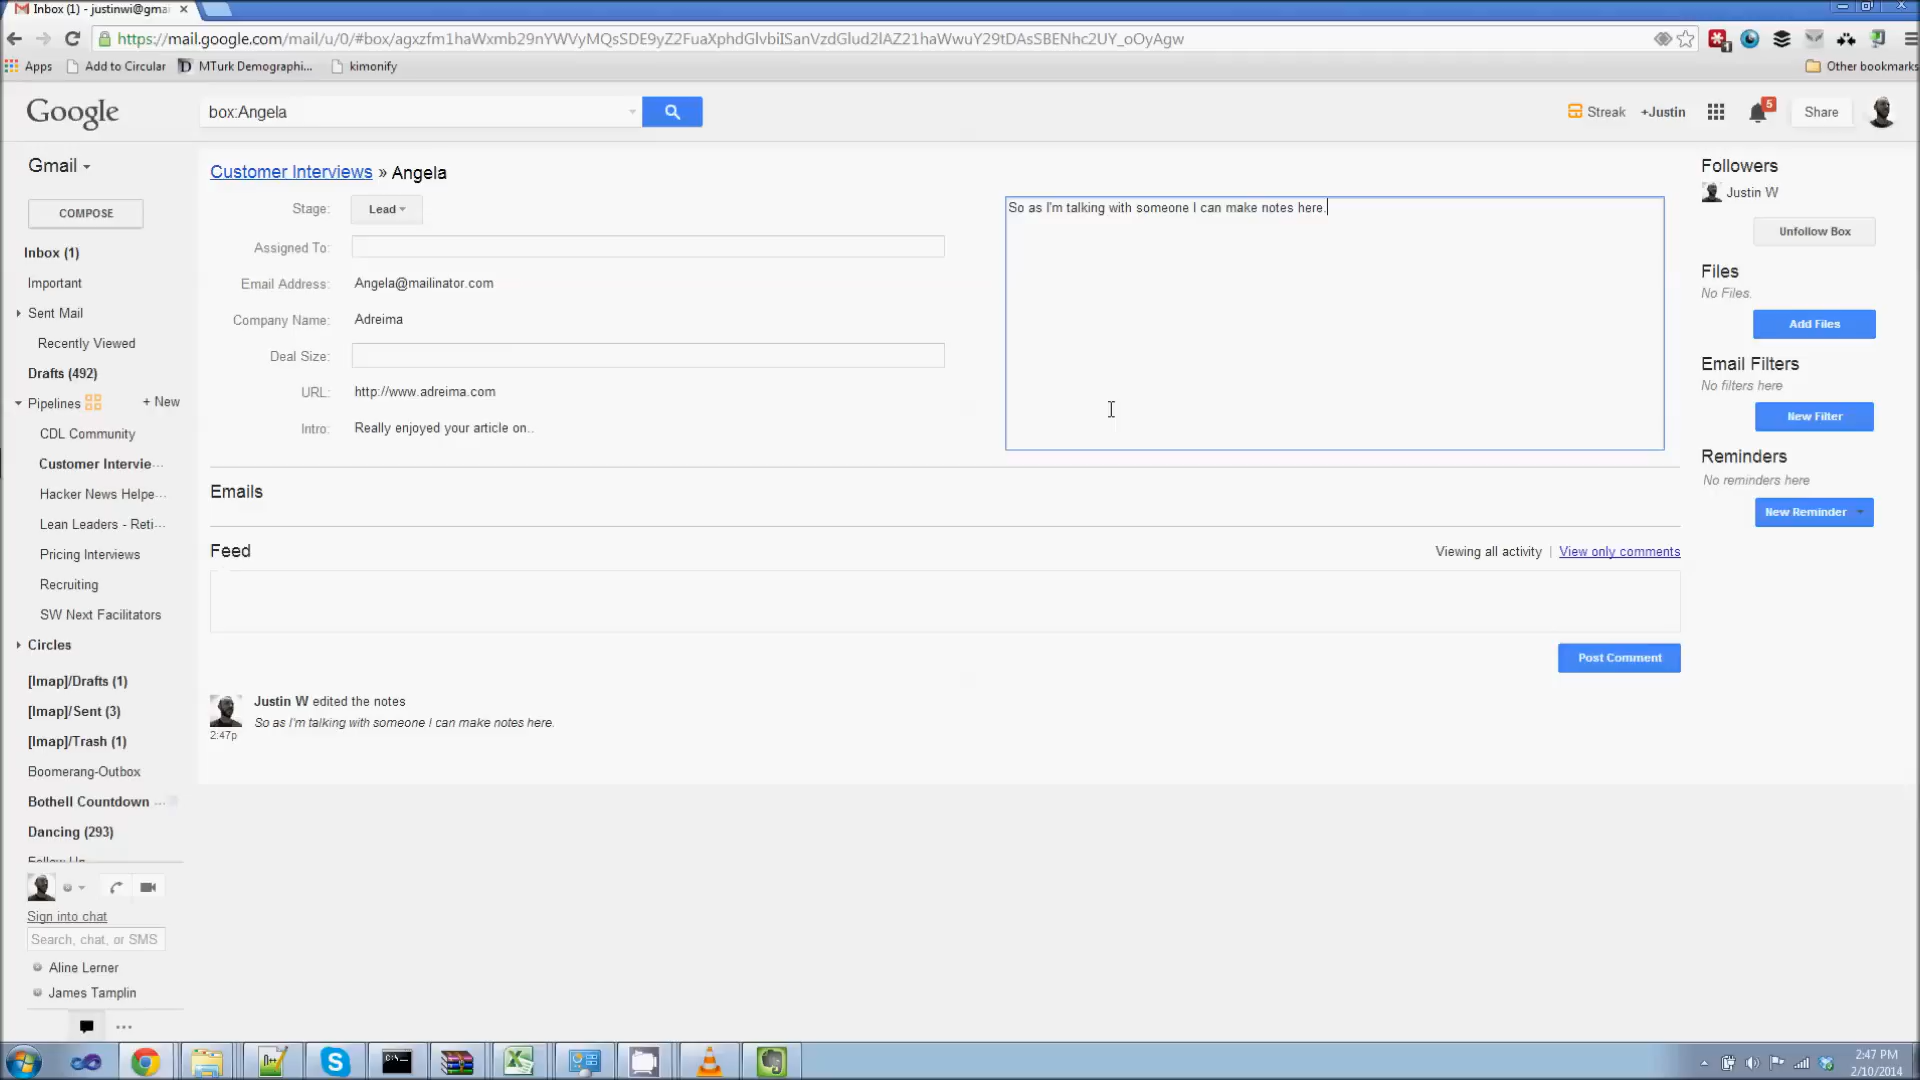 Inbox (1) - justinwi@gmai
https://mail.google.com/mail/u/0/#box/agxzfm1haWxmb29nYWVyMQsSDE9yZ2FuaXphdGlvbiISanVzdGlud2lAZ21haWwuY29tDAsSBENhc2UY_oOyAgw
Apps Add to Circular MTurk Demographi... kimonify Other bookmarks
Google box:Angela Streak +Justin 5 Share
Gmail
COMPOSE
Inbox (1)
Important
Sent Mail
Recently Viewed
Drafts (492)
Pipelines + New
CDL Community
Customer Intervie...
Hacker News Helpe...
Lean Leaders - Reti...
Pricing Interviews
Recruiting
SW Next Facilitators
Circles
[Imap]/Drafts (1)
[Imap]/Sent (3)
[Imap]/Trash (1)
Boomerang-Outbox
Bothell Countdown ...
Dancing (293)
Follow Up
Sign into chat
Search, chat, or SMS
Aline Lerner
James Tamplin
Customer Interviews » Angela
Stage: Lead
Assigned To:
Email Address: Angela@mailinator.com
Company Name: Adreima
Deal Size:
URL: http://www.adreima.com
Intro: Really enjoyed your article on..
So as I'm talking with someone I can make notes here.
Emails
Feed Viewing all activity | View only comments
Post Comment
Justin W edited the notes
So as I'm talking with someone I can make notes here.
2:47p
Followers
Justin W
Unfollow Box
Files
No Files.
Add Files
Email Filters
No filters here
New Filter
Reminders
No reminders here
New Reminder
2:47 PM
2/10/2014